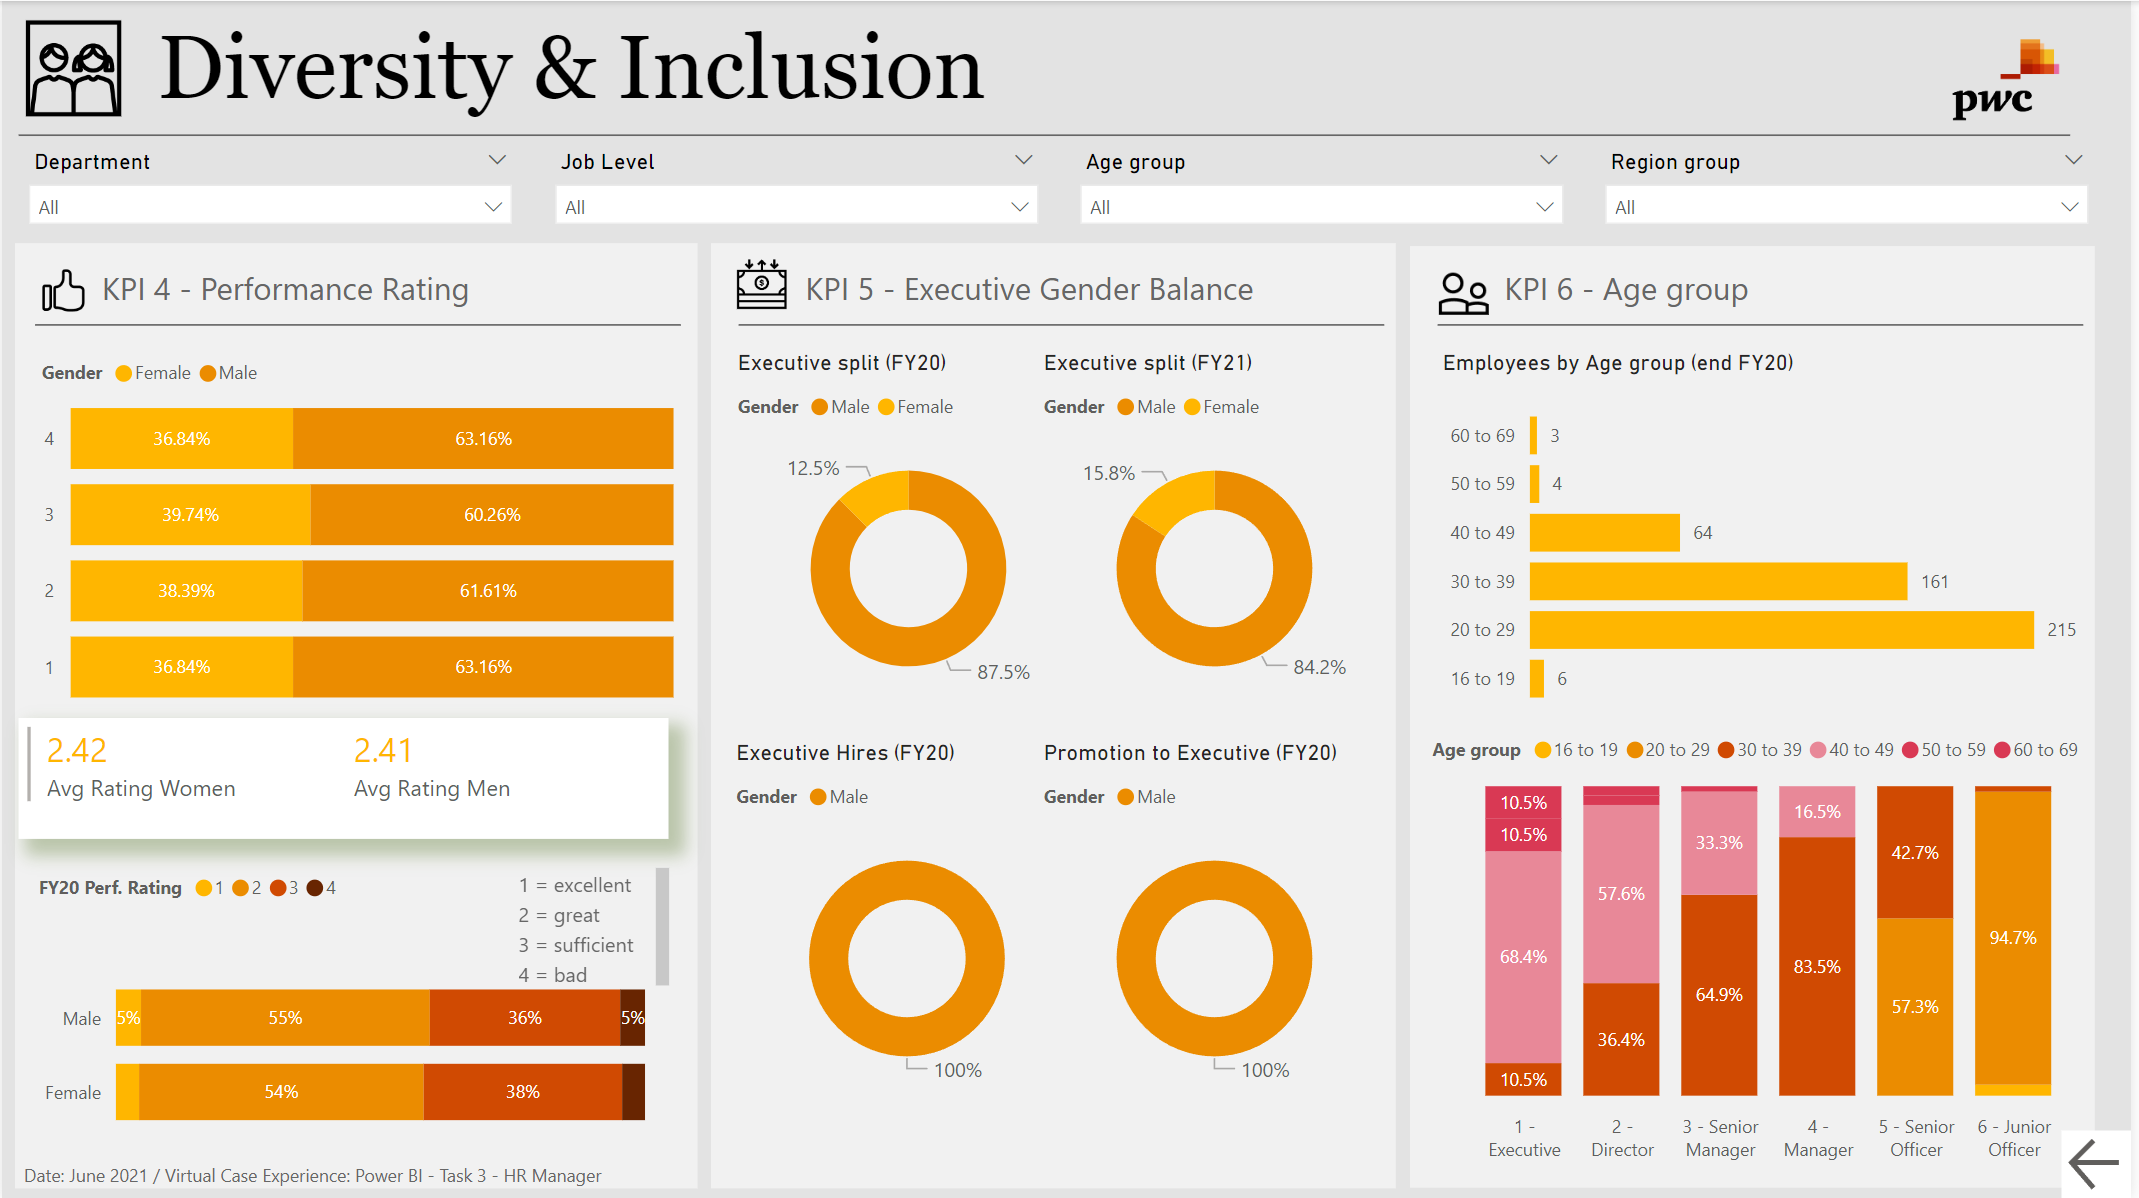 Diversity & Inclusion
pwc
Department
Job Level
Age group
Region group
All
All
All
All
KPI 4 - Performance Rating
Gender Female Male
4 36.84% 63.16%
3 39.74% 60.26%
2 38.39% 61.61%
1 36.84% 63.16%
2.42 2.41
Avg Rating Women Avg Rating Men
FY20 Perf. Rating 1 2 3 4
1 = excellent
2 = great
3 = sufficient
4 = bad
Male 5% 55% 36% 5%
Female 54% 38%
Date: June 2021 / Virtual Case Experience: Power BI - Task 3 - HR Manager
KPI 5 - Executive Gender Balance
Executive split (FY20)
Gender Male Female
12.5%
87.5%
Executive split (FY21)
Gender Male Female
15.8%
84.2%
Executive Hires (FY20)
Gender Male
100%
Promotion to Executive (FY20)
Gender Male
100%
KPI 6 - Age group
Employees by Age group (end FY20)
60 to 69 3
50 to 59 4
40 to 49 64
30 to 39 161
20 to 29 215
16 to 19 6
Age group 16 to 19 20 to 29 30 to 39 40 to 49 50 to 59 60 to 69
10.5%
10.5%
68.4%
10.5%
57.6%
36.4%
33.3%
64.9%
16.5%
83.5%
42.7%
57.3%
94.7%
1 - 2 - 3 - Senior 4 - 5 - Senior 6 - Junior
Executive Director Manager Manager Officer Officer
$